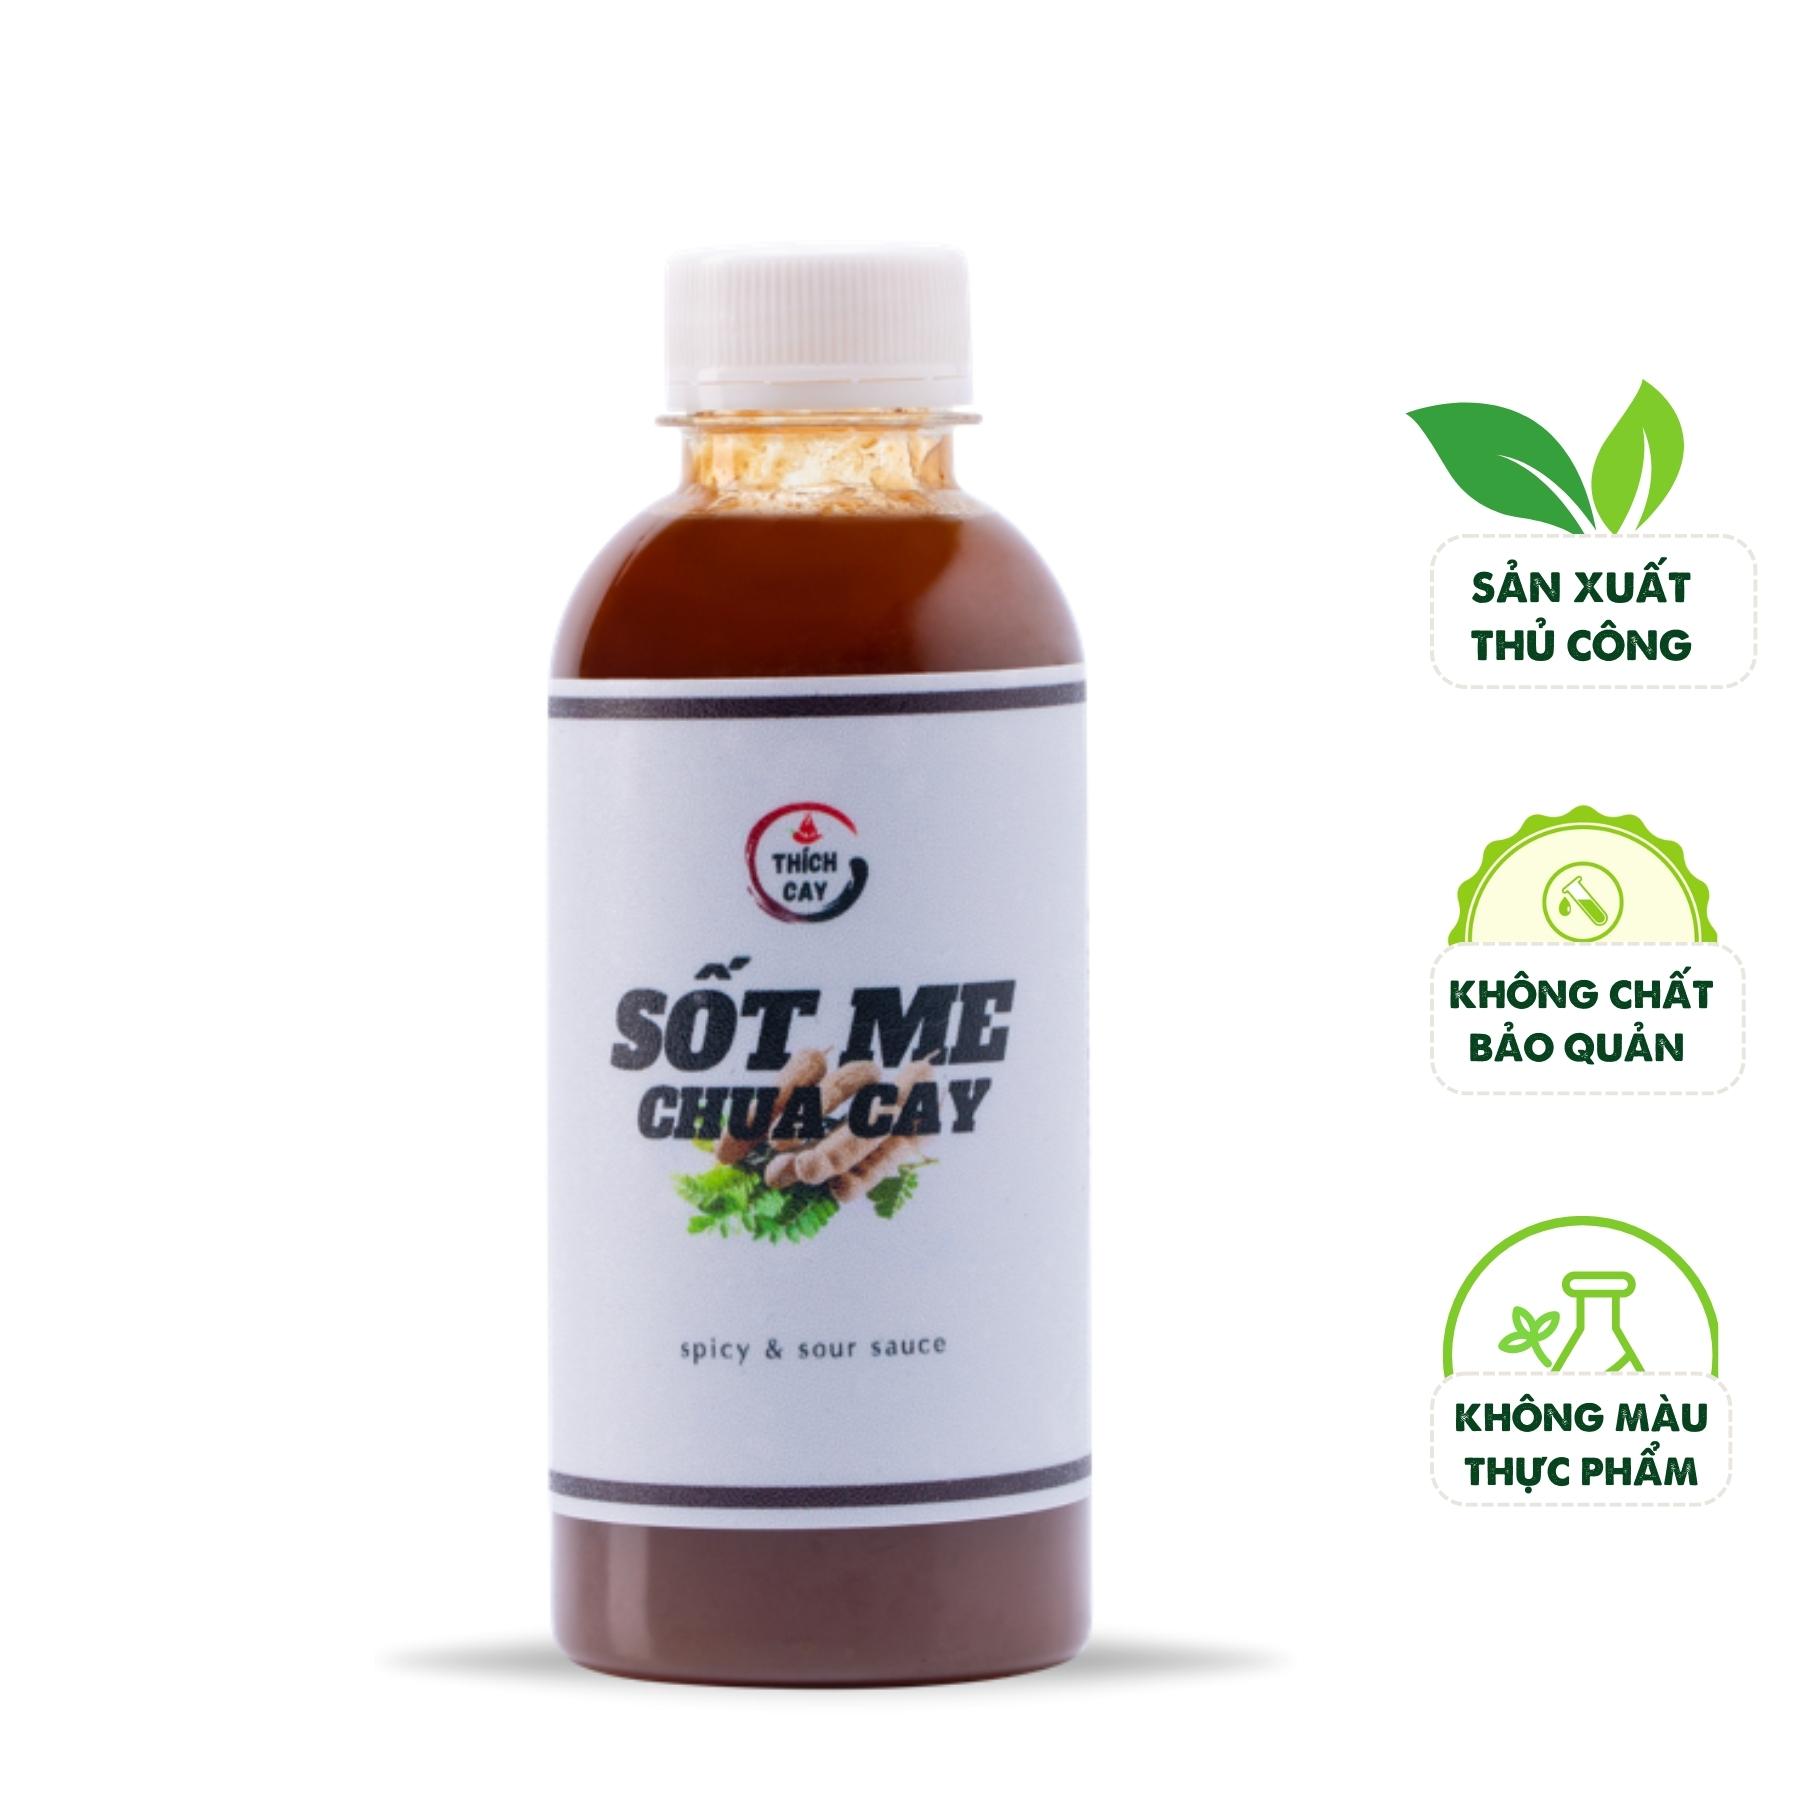 THÍCH
CAY
SỐT ME
CHUA CAY
spicy & sour sauce
SẢN XUẤT
THỦ CÔNG
KHÔNG CHẤT
BẢO QUẢN
KHÔNG MÀU
THỰC PHẨM